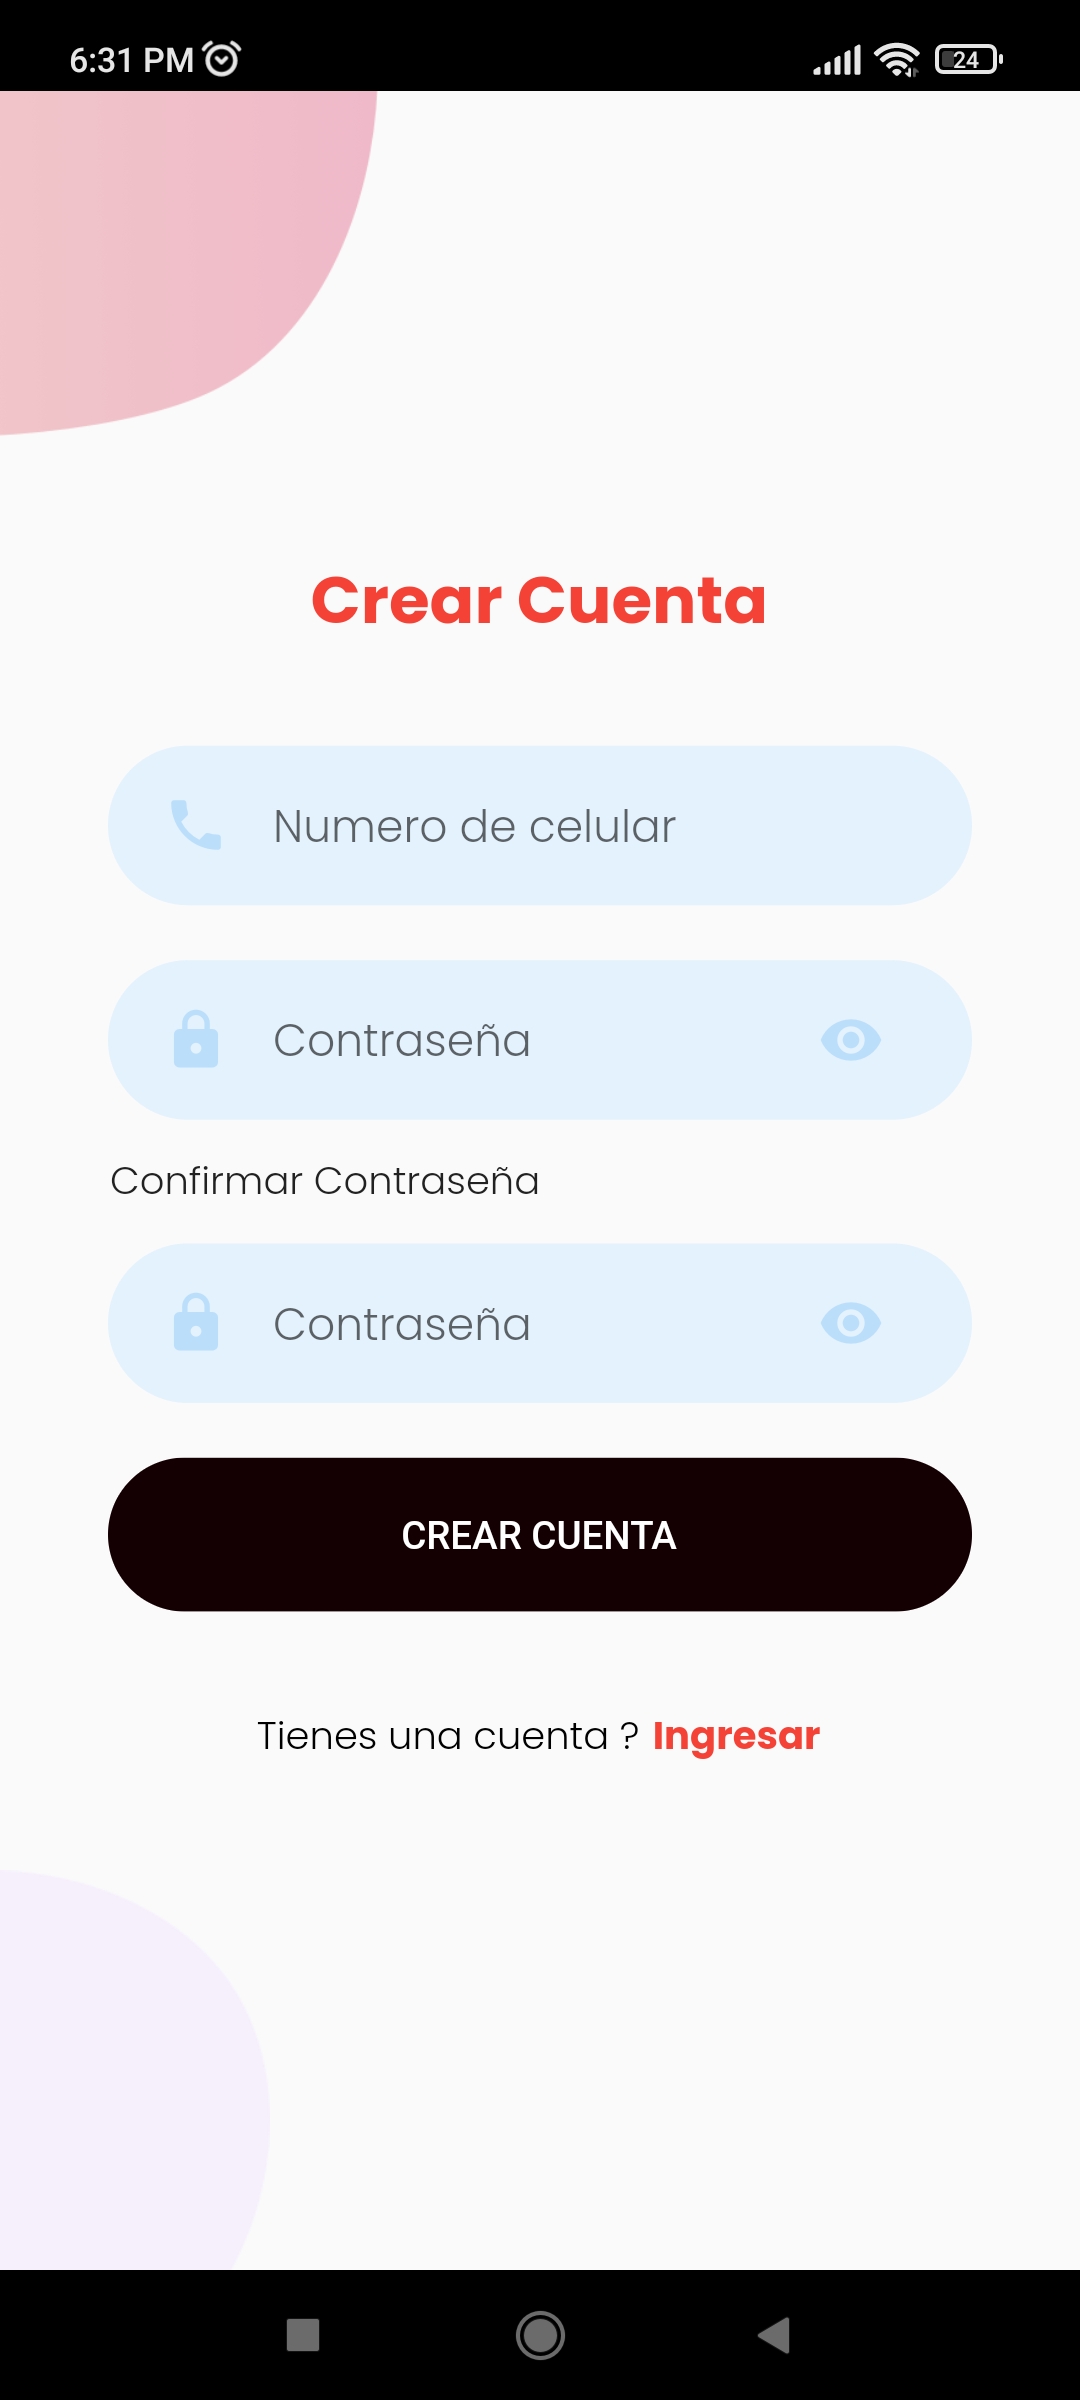 6:31 PM
24
Crear Cuenta
Numero de celular
Contraseña
Confirmar Contraseña
Contraseña
CREAR CUENTA
Tienes una cuenta ? Ingresar